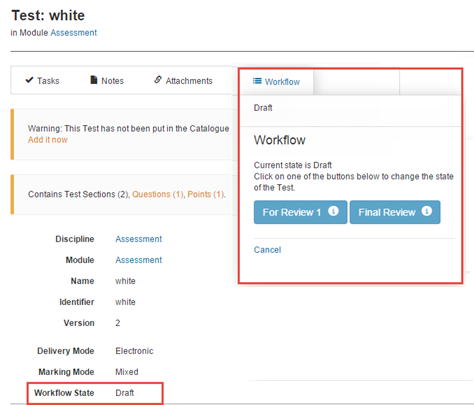 Test: white
in Module Assessment
Tasks
Notes
Attachments
Workflow
Warning: This Test has not been put in the Catalogue
Add it now
Contains Test Sections (2), Questions (1), Points (1).
Draft
Workflow
Current state is Draft
Click on one of the buttons below to change the state
of the Test.
For Review 1
Final Review
Cancel
Discipline Assessment
Module Assessment
Name white
Identifier white
Version 2
Delivery Mode Electronic
Marking Mode Mixed
Workflow State Draft